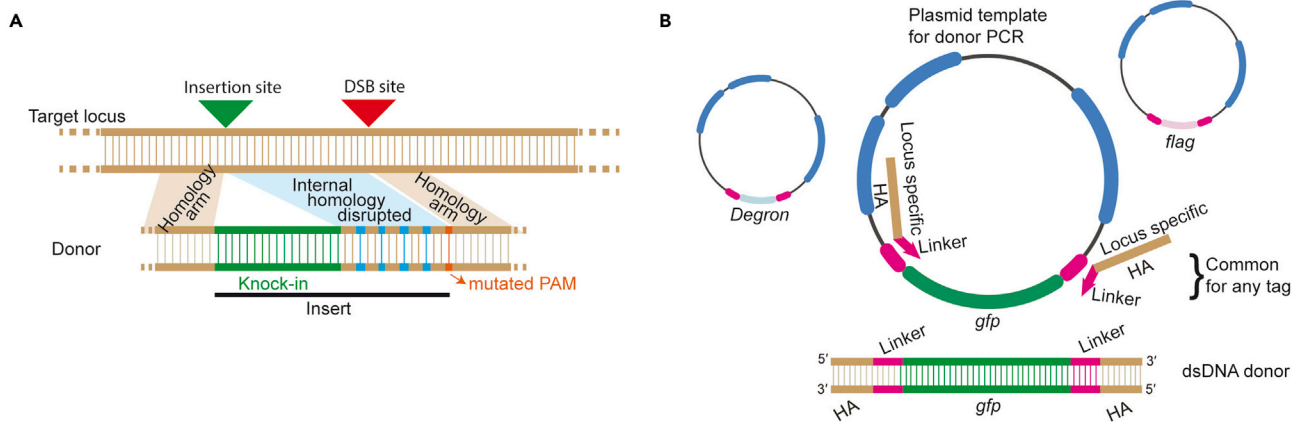 A
Insertion site
DSB site
Target locus
Homology
arm
Internal
homology
disrupted
Homology
arm
Donor
Knock-in
mutated PAM
Insert
B
Plasmid template
for donor PCR
Degron
flag
Locus specific
HA
Linker
Locus specific
HA
Linker
Common
for any tag
gfp
Linker
Linker
5′
3′
3′
5′
HA
gfp
HA
dsDNA donor